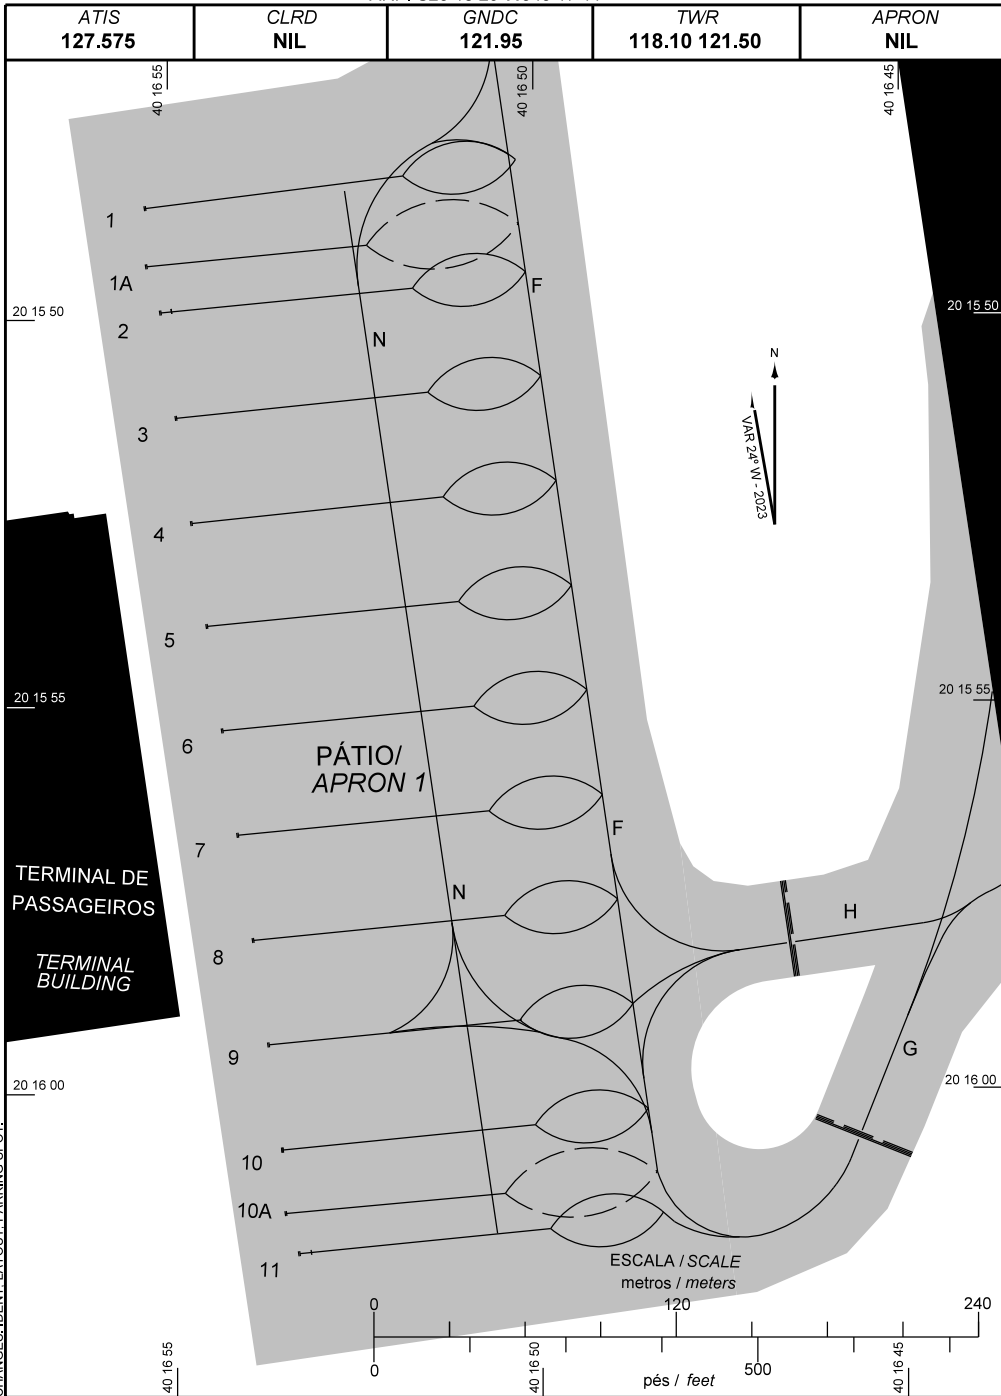 ATIS
127.575
CLRD
NIL
GNDC
121.95
TWR
118.10 121.50
APRON
NIL
40 16 55
40 16 50
40 16 45
1
1A
2
3
4
5
6
7
8
9
10
10A
11
F
N
20 15 50
20 15 50
N
VAR 24° W - 2023
20 15 55
20 15 55
PÁTIO/
APRON 1
F
N
H
G
TERMINAL DE
PASSAGEIROS
TERMINAL
BUILDING
20 16 00
20 16 00
ESCALA / SCALE
metros / meters
0
120
240
0
500
pés / feet
40 16 55
40 16 50
40 16 45